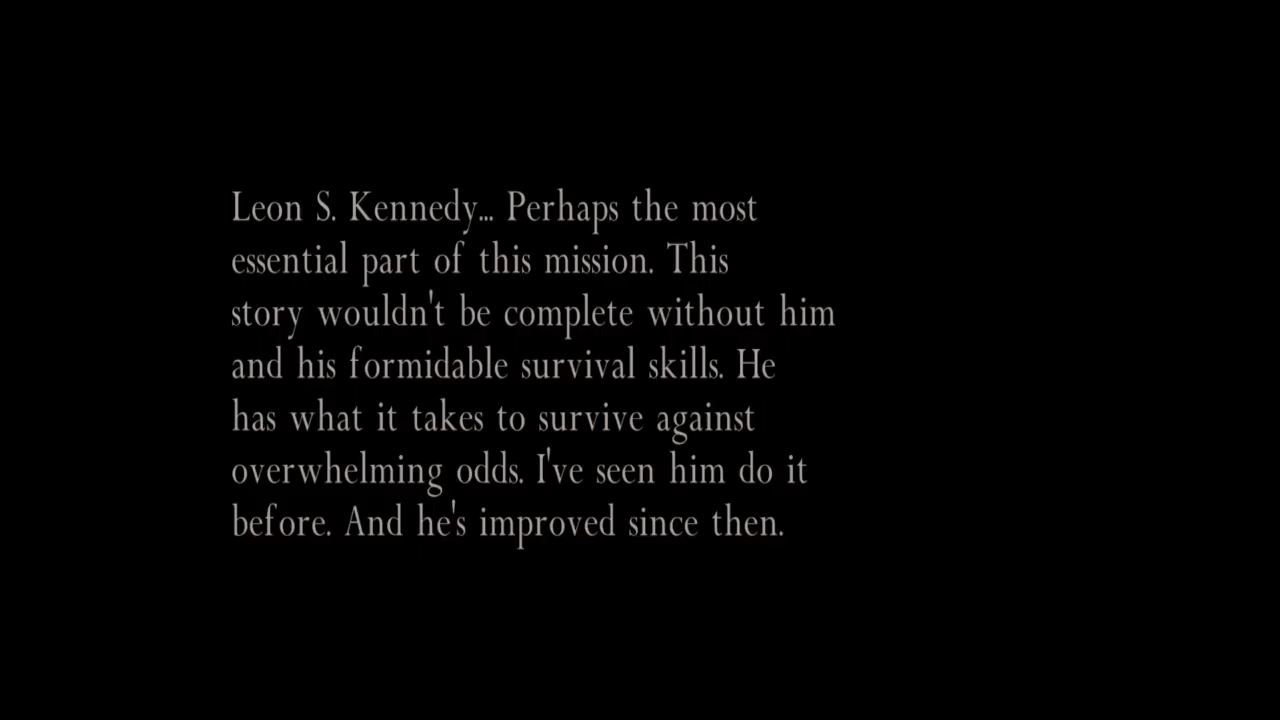 Leon S. Kennedy... Perhaps the most
essential part of this mission. This
story wouldn't be complete without him
and his formidable survival skills. He
has what it takes to survive against
overwhelming odds. I've seen him do it
before. And he's improved since then.